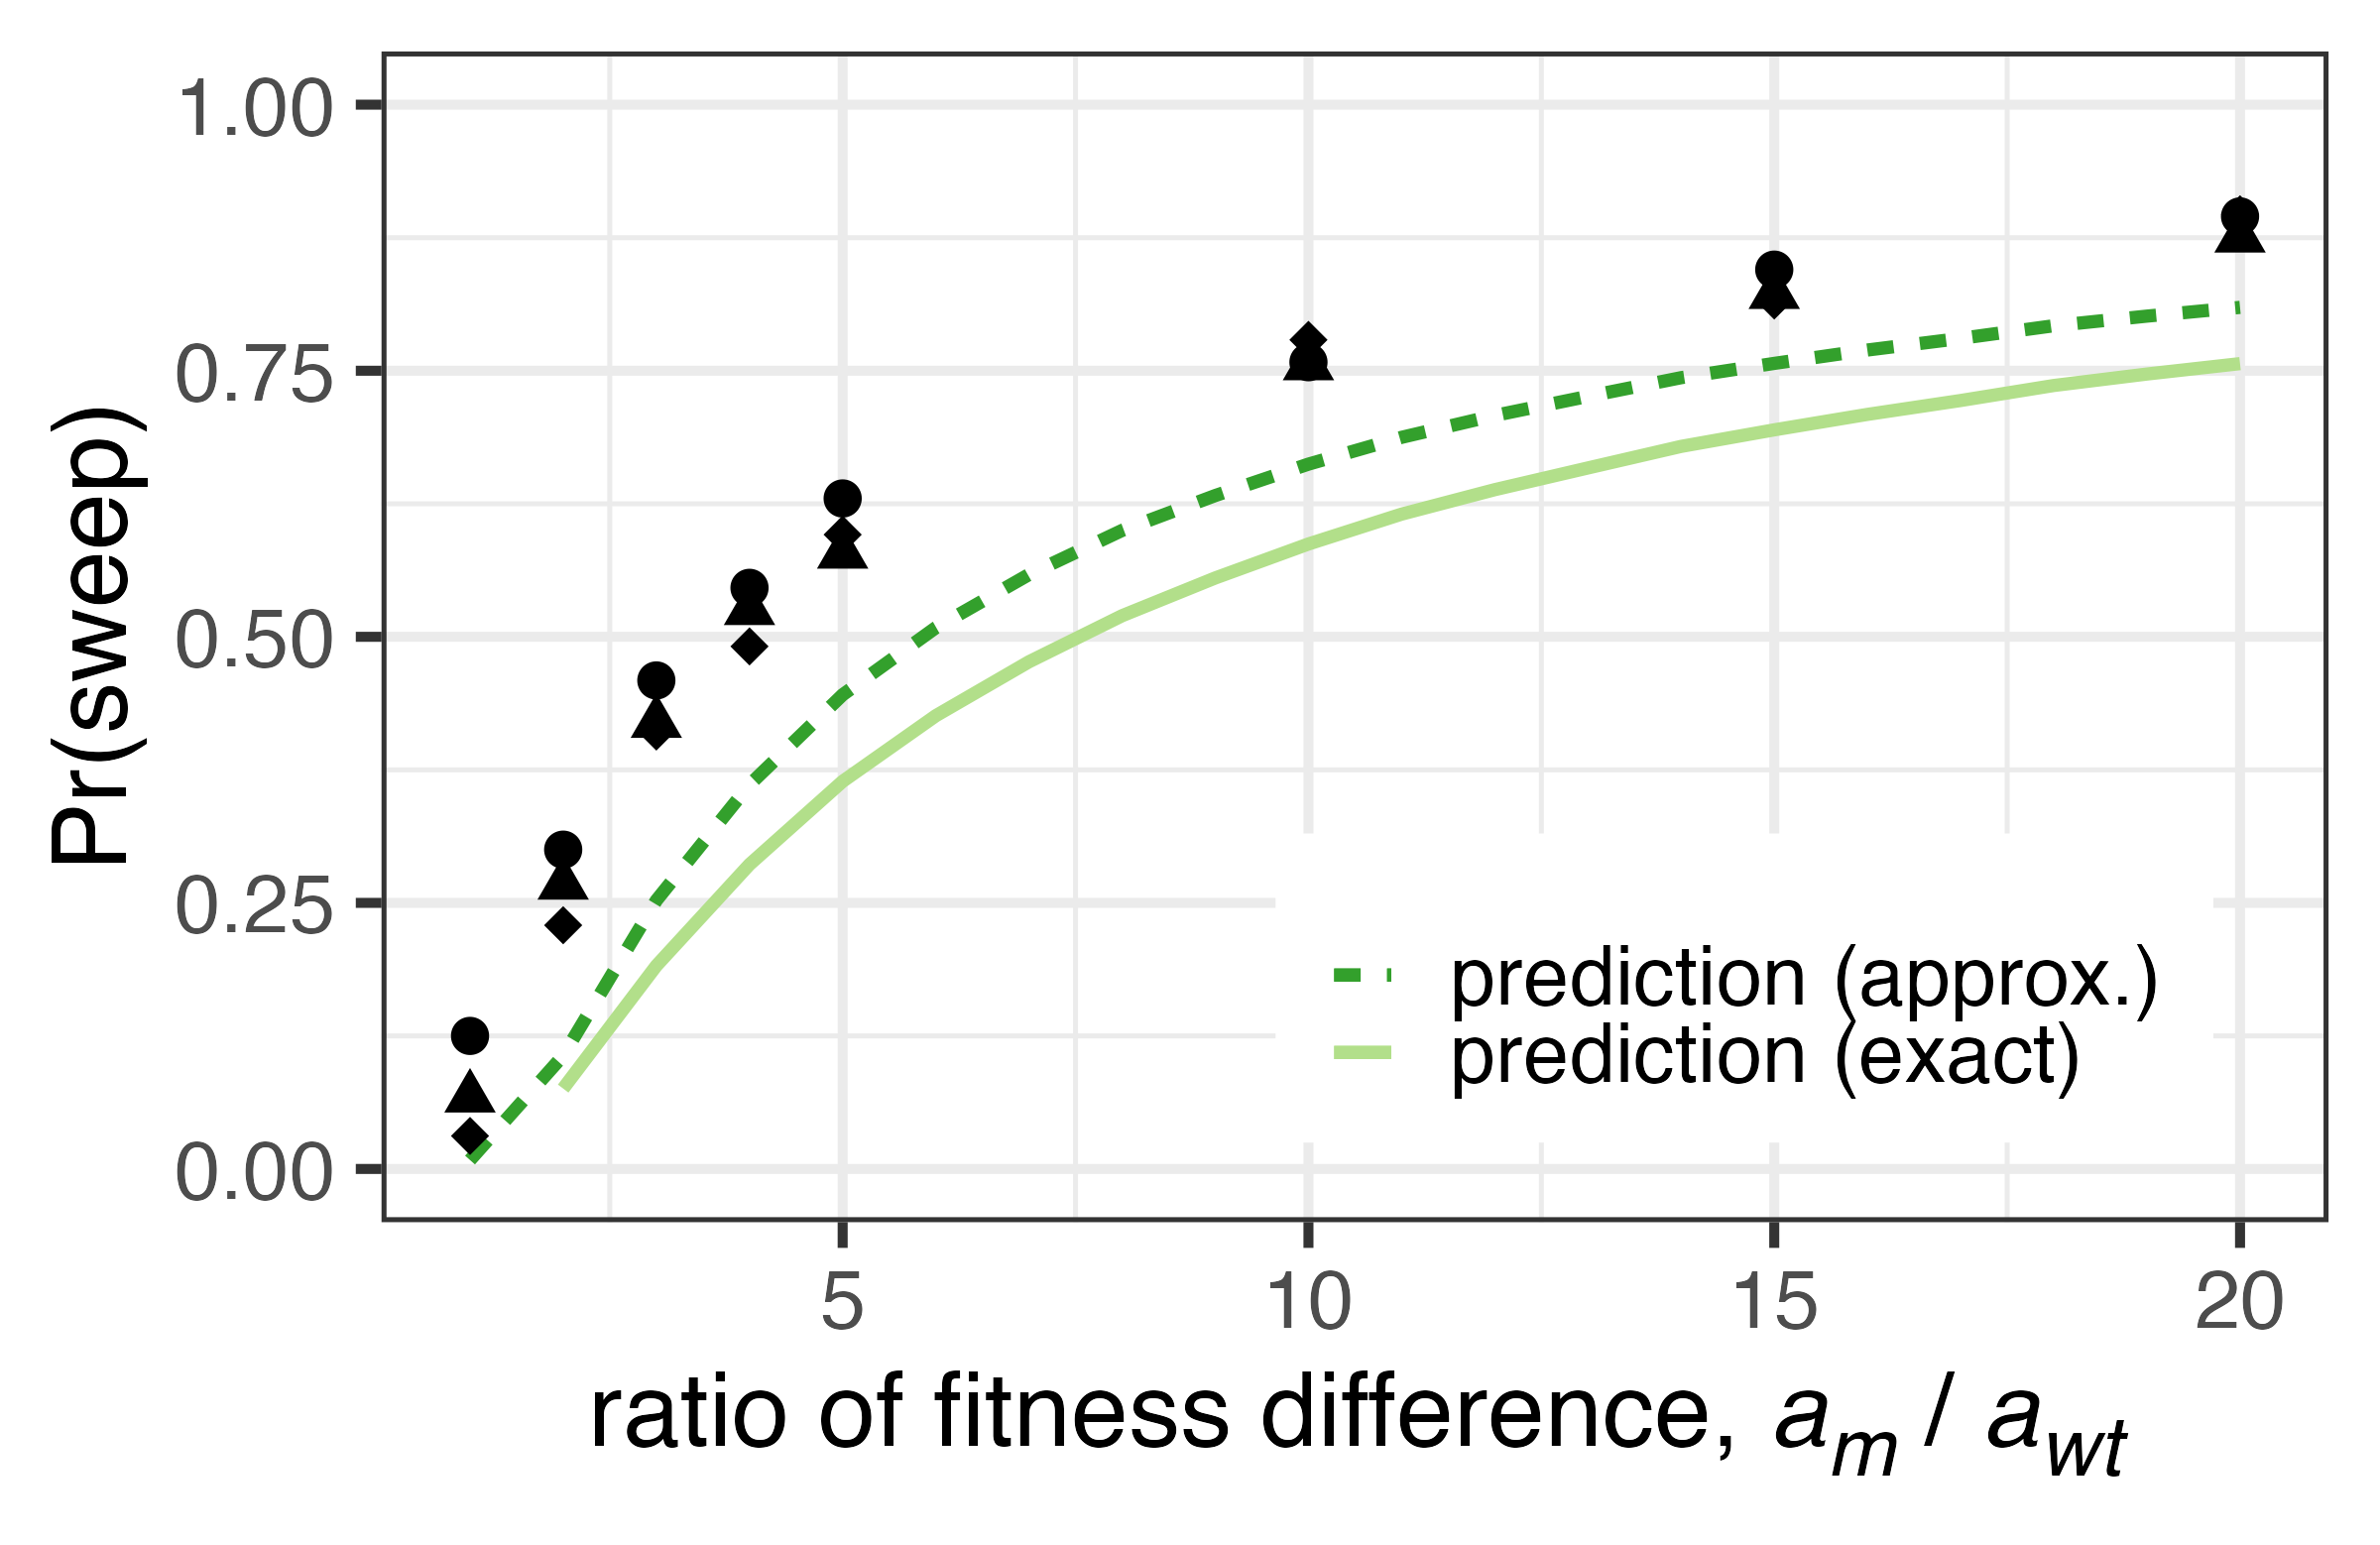 1.00
0.75
0.50
0.25
0.00
Pr(sweep)
prediction (approx.)
prediction (exact)
5 10 15 20
ratio of fitness difference, a_m / a_wt